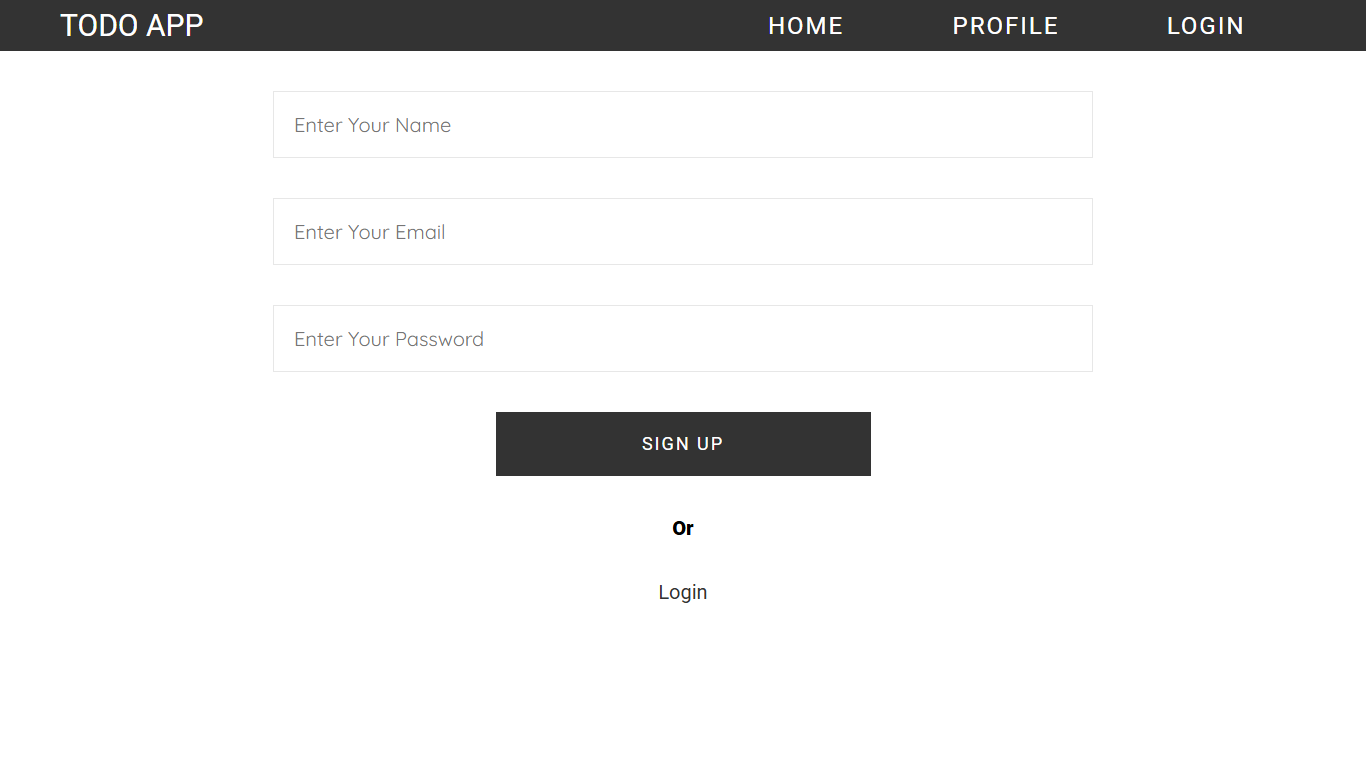 TODO APP HOME PROFILE LOGIN
Enter Your Name
Enter Your Email
Enter Your Password
SIGN UP
Or
Login